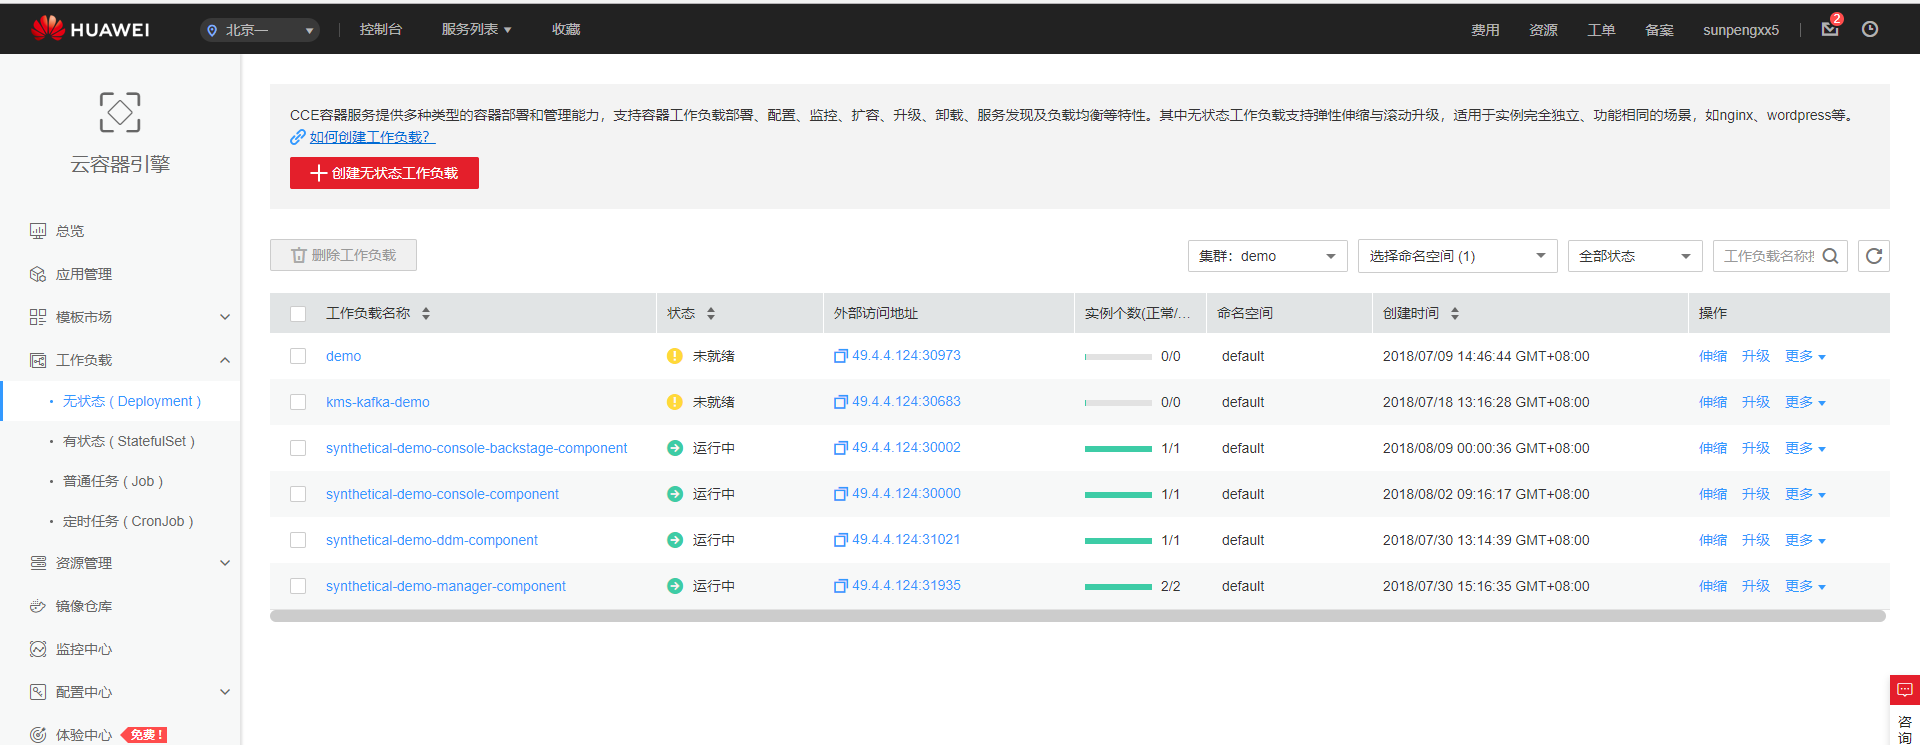 HUAWEI 北京一 控制台 服务列表 收藏 费用 资源 工单 备案 sunpengxx5 2
云容器引擎
总览
应用管理
模板市场
工作负载
无状态 ( Deployment )
有状态 ( StatefulSet )
普通任务 ( Job )
定时任务 ( CronJob )
资源管理
镜像仓库
监控中心
配置中心
体验中心 免费 !
CCE容器服务提供多种类型的容器部署和管理能力，支持容器工作负载部署、配置、监控、扩容、升级、卸载、服务发现及负载均衡等特性。其中无状态工作负载支持弹性伸缩与滚动升级，适用于实例完全独立、功能相同的场景，如nginx、wordpress等。
如何创建工作负载？
创建无状态工作负载
删除工作负载 集群：demo 选择命名空间 (1) 全部状态 工作负载名称
工作负载名称 状态 外部访问地址 实例个数(正常/... 命名空间 创建时间 操作
demo 未就绪 49.4.4.124:30973 0/0 default 2018/07/09 14:46:44 GMT+08:00 伸缩 升级 更多
kms-kafka-demo 未就绪 49.4.4.124:30683 0/0 default 2018/07/18 13:16:28 GMT+08:00 伸缩 升级 更多
synthetical-demo-console-backstage-component 运行中 49.4.4.124:30002 1/1 default 2018/08/09 00:00:36 GMT+08:00 伸缩 升级 更多
synthetical-demo-console-component 运行中 49.4.4.124:30000 1/1 default 2018/08/02 09:16:17 GMT+08:00 伸缩 升级 更多
synthetical-demo-ddm-component 运行中 49.4.4.124:31021 1/1 default 2018/07/30 13:14:39 GMT+08:00 伸缩 升级 更多
synthetical-demo-manager-component 运行中 49.4.4.124:31935 2/2 default 2018/07/30 15:16:35 GMT+08:00 伸缩 升级 更多
咨
询